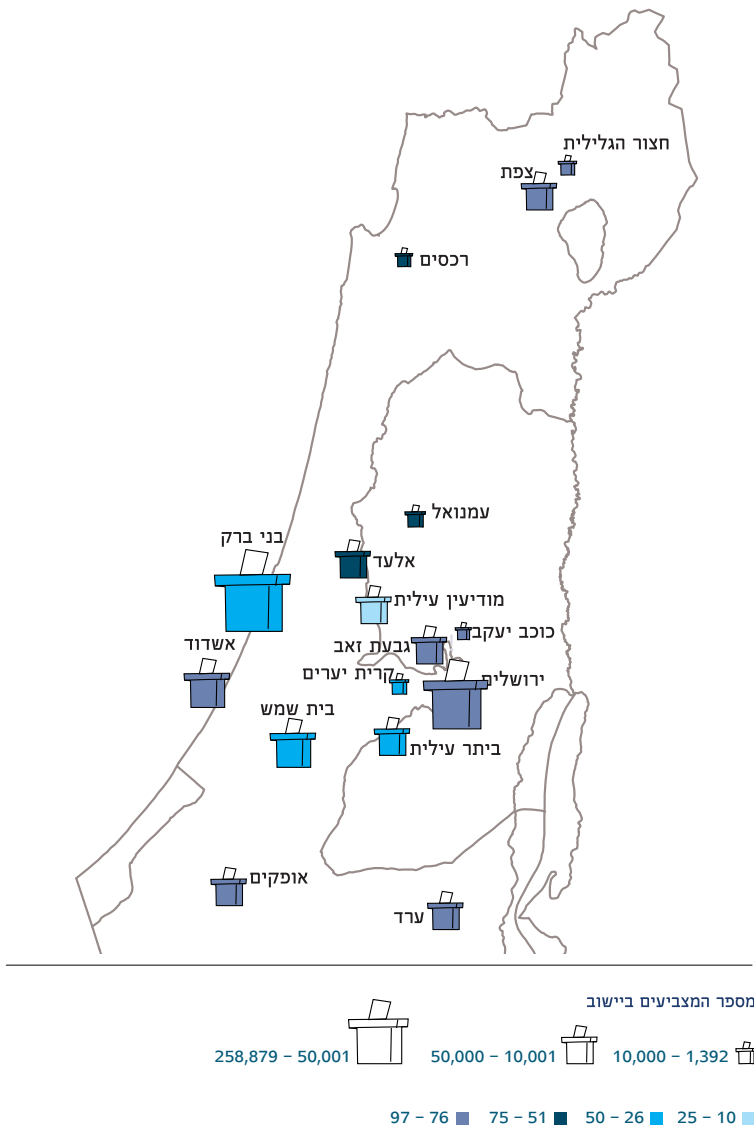 חצור הגלילית
צפת
רכסים
עמנואל
בני ברק
אלעד
מודיעין עילית
כוכב יעקב
גבעת זאב
אשדוד
קרית יערים
ירושלים
בית שמש
ביתר עילית
אופקים
ערד
מספר המצביעים ביישוב
10,000 – 1,392
50,000 – 10,001
258,879 – 50,001
25 – 10
50 – 26
75 – 51
97 – 76